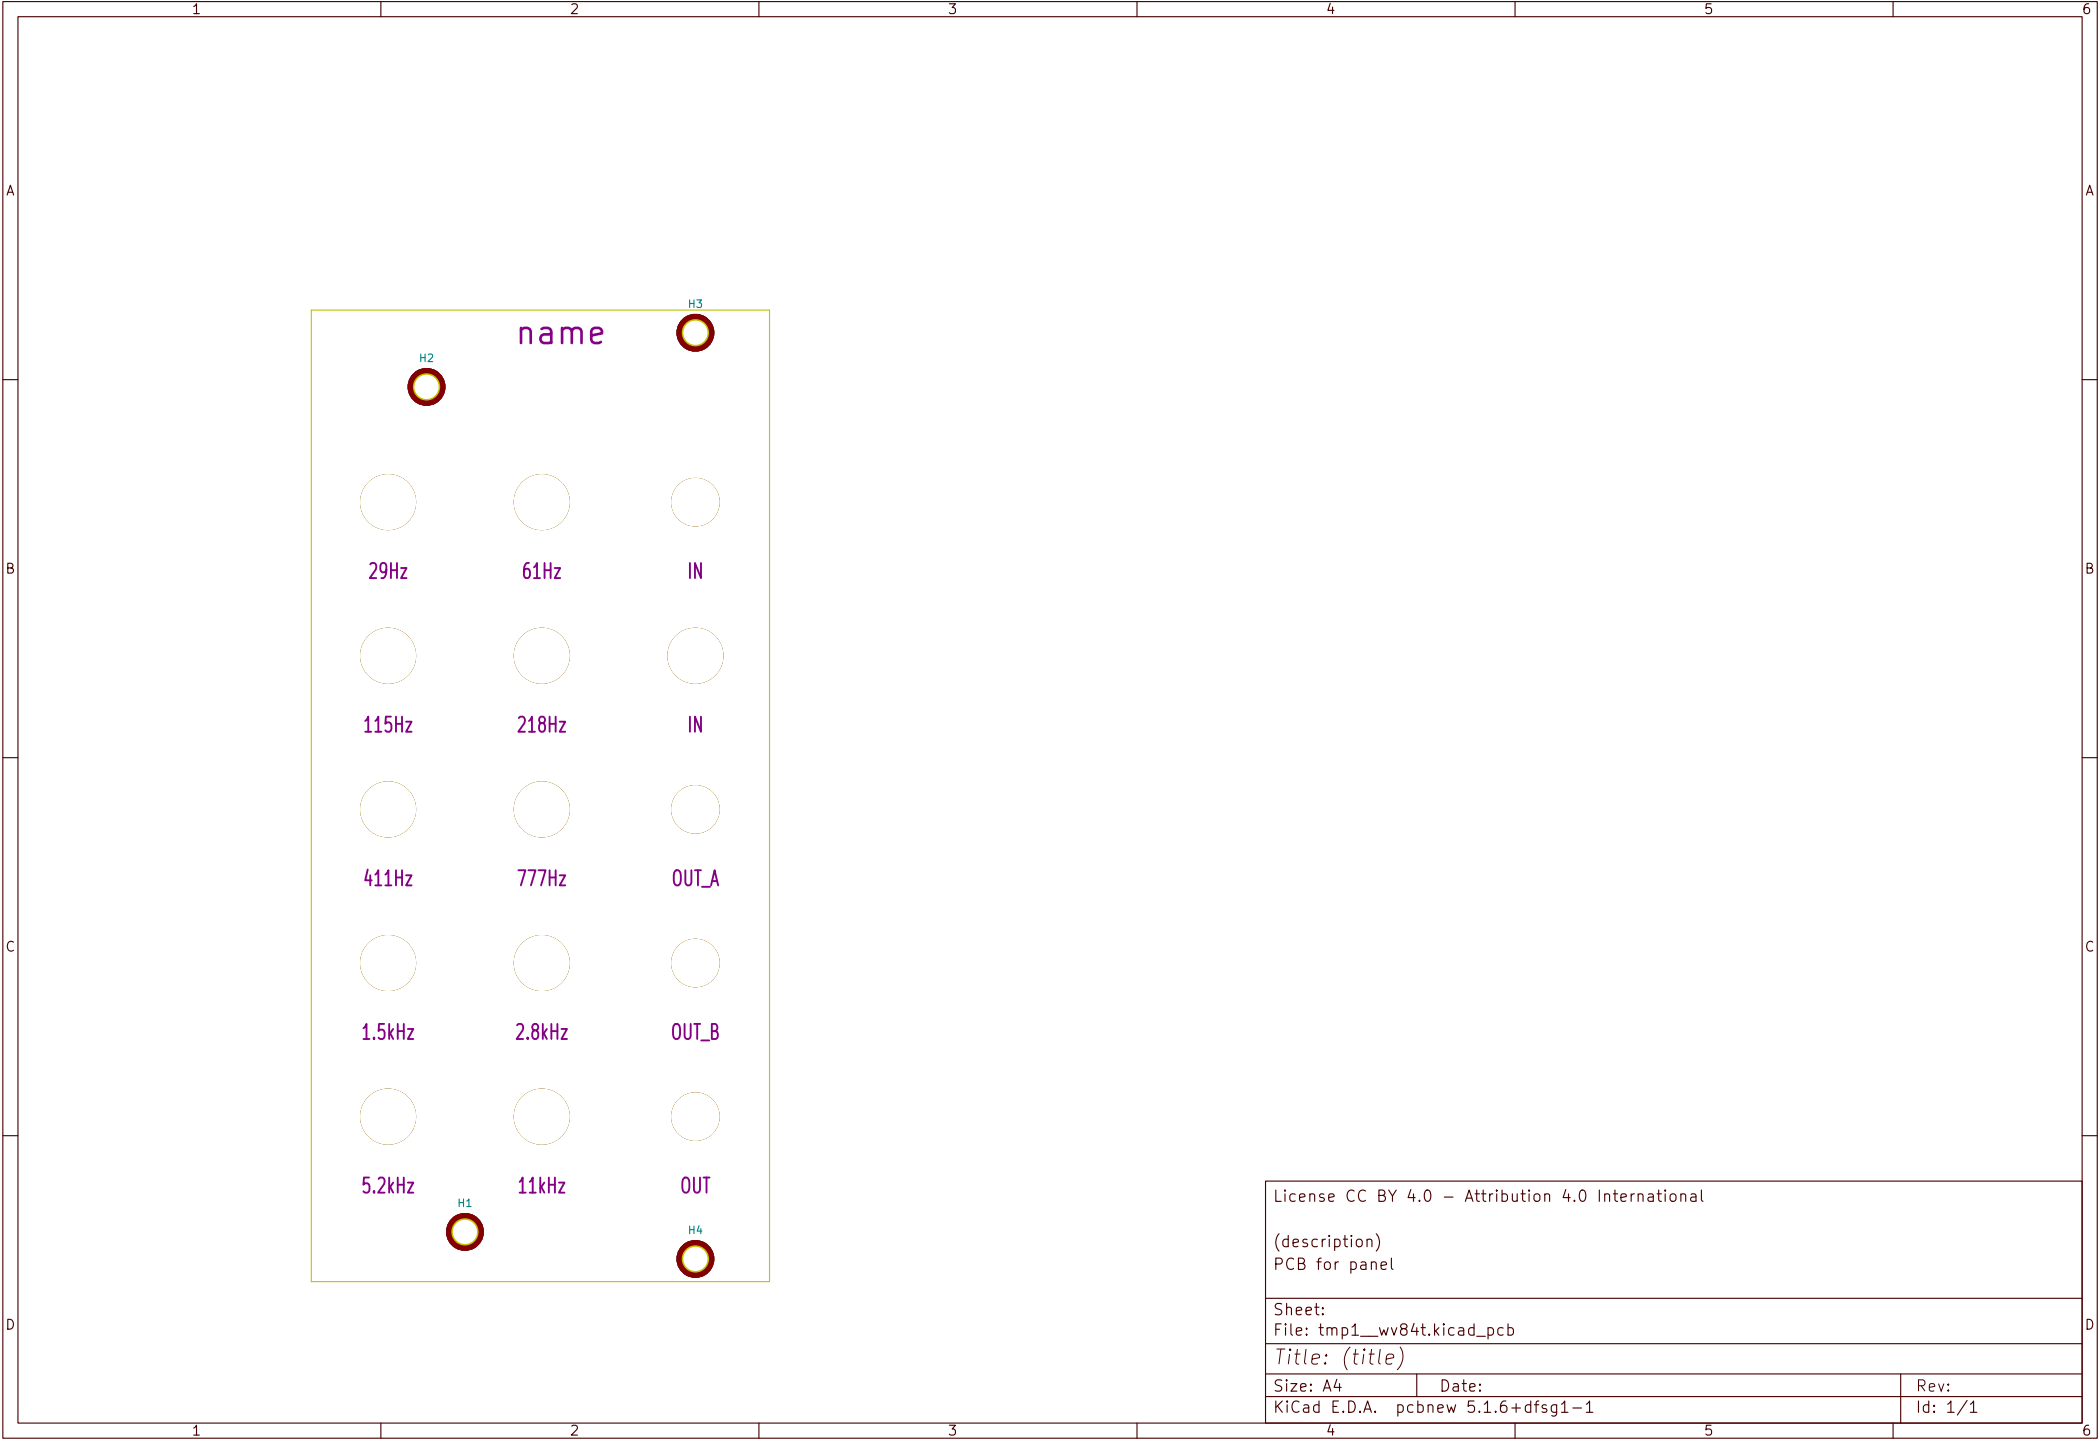 1 2 3 4 5 6
A A
H3
name
H2
29Hz 61Hz IN
B B
115Hz 218Hz IN
411Hz 777Hz OUT_A
C C
1.5kHz 2.8kHz OUT_B
5.2kHz 11kHz OUT
H1
H4
License CC BY 4.0 - Attribution 4.0 International
(description)
PCB for panel
Sheet:
File: tmp1__wv84t.kicad_pcb
D D
Title: (title)
Size: A4 Date: Rev:
KiCad E.D.A. pcbnew 5.1.6+dfsg1-1 Id: 1/1
1 2 3 4 5 6